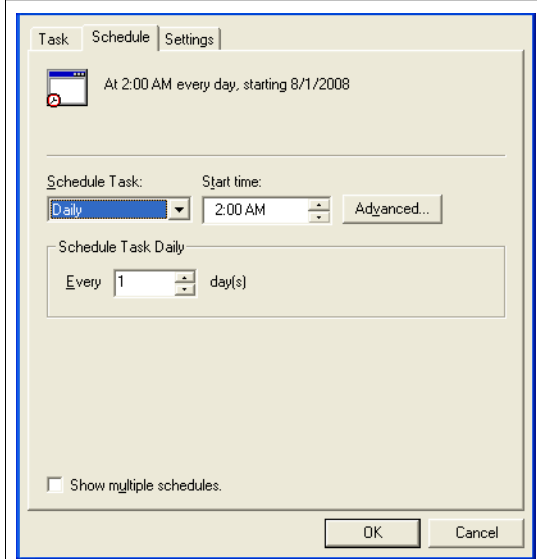 Task Schedule Settings
At 2:00 AM every day, starting 8/1/2008
Schedule Task: Start time:
Daily 2:00 AM Advanced...
Schedule Task Daily
Every 1 day(s)
Show multiple schedules.
OK Cancel